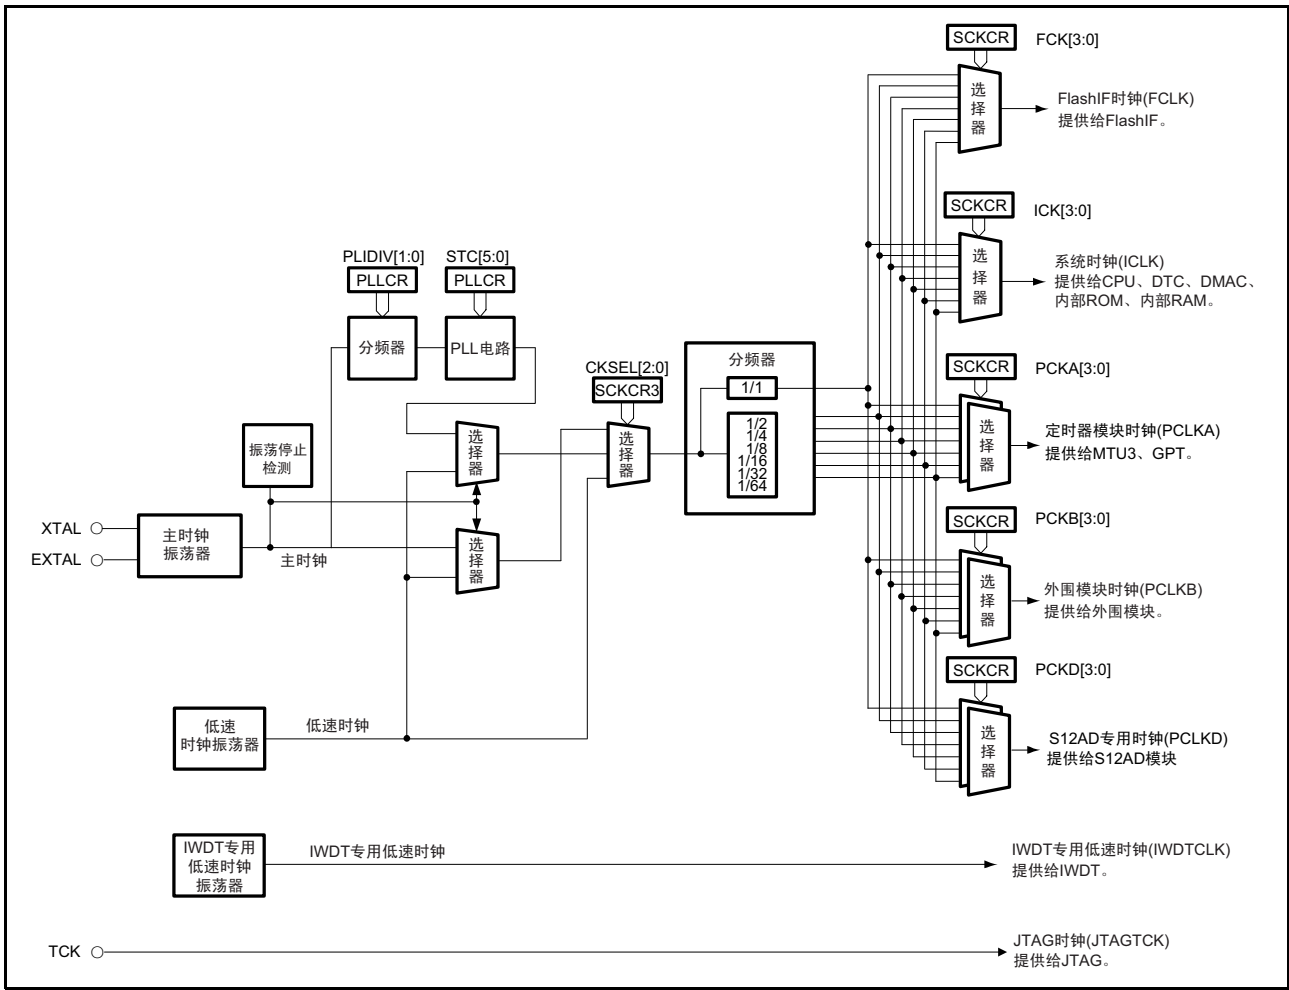 SCKCR
FCK[3:0]
选
择
器
FlashIF时钟(FCLK)
提供给FlashIF。
SCKCR
ICK[3:0]
选
择
器
系统时钟(ICLK)
提供给CPU、DTC、DMAC、
内部ROM、内部RAM。
PLIDIV[1:0]
STC[5:0]
PLLCR
PLLCR
分频器
PLL电路
CKSEL[2:0]
SCKCR3
分频器
1/1
1/2
1/4
1/8
1/16
1/32
1/64
SCKCR
PCKA[3:0]
选
择
器
定时器模块时钟(PCLKA)
提供给MTU3、GPT。
振荡停止
检测
选
择
器
选
择
器
XTAL
EXTAL
主时钟
振荡器
主时钟
选
择
器
SCKCR
PCKB[3:0]
选
择
器
外围模块时钟(PCLKB)
提供给外围模块。
SCKCR
PCKD[3:0]
选
择
器
S12AD专用时钟(PCLKD)
提供给S12AD模块
低速
时钟振荡器
低速时钟
IWDT专用
低速时钟
振荡器
IWDT专用低速时钟
IWDT专用低速时钟(IWDTCLK)
提供给IWDT。
TCK
JTAG时钟(JTAGTCK)
提供给JTAG。